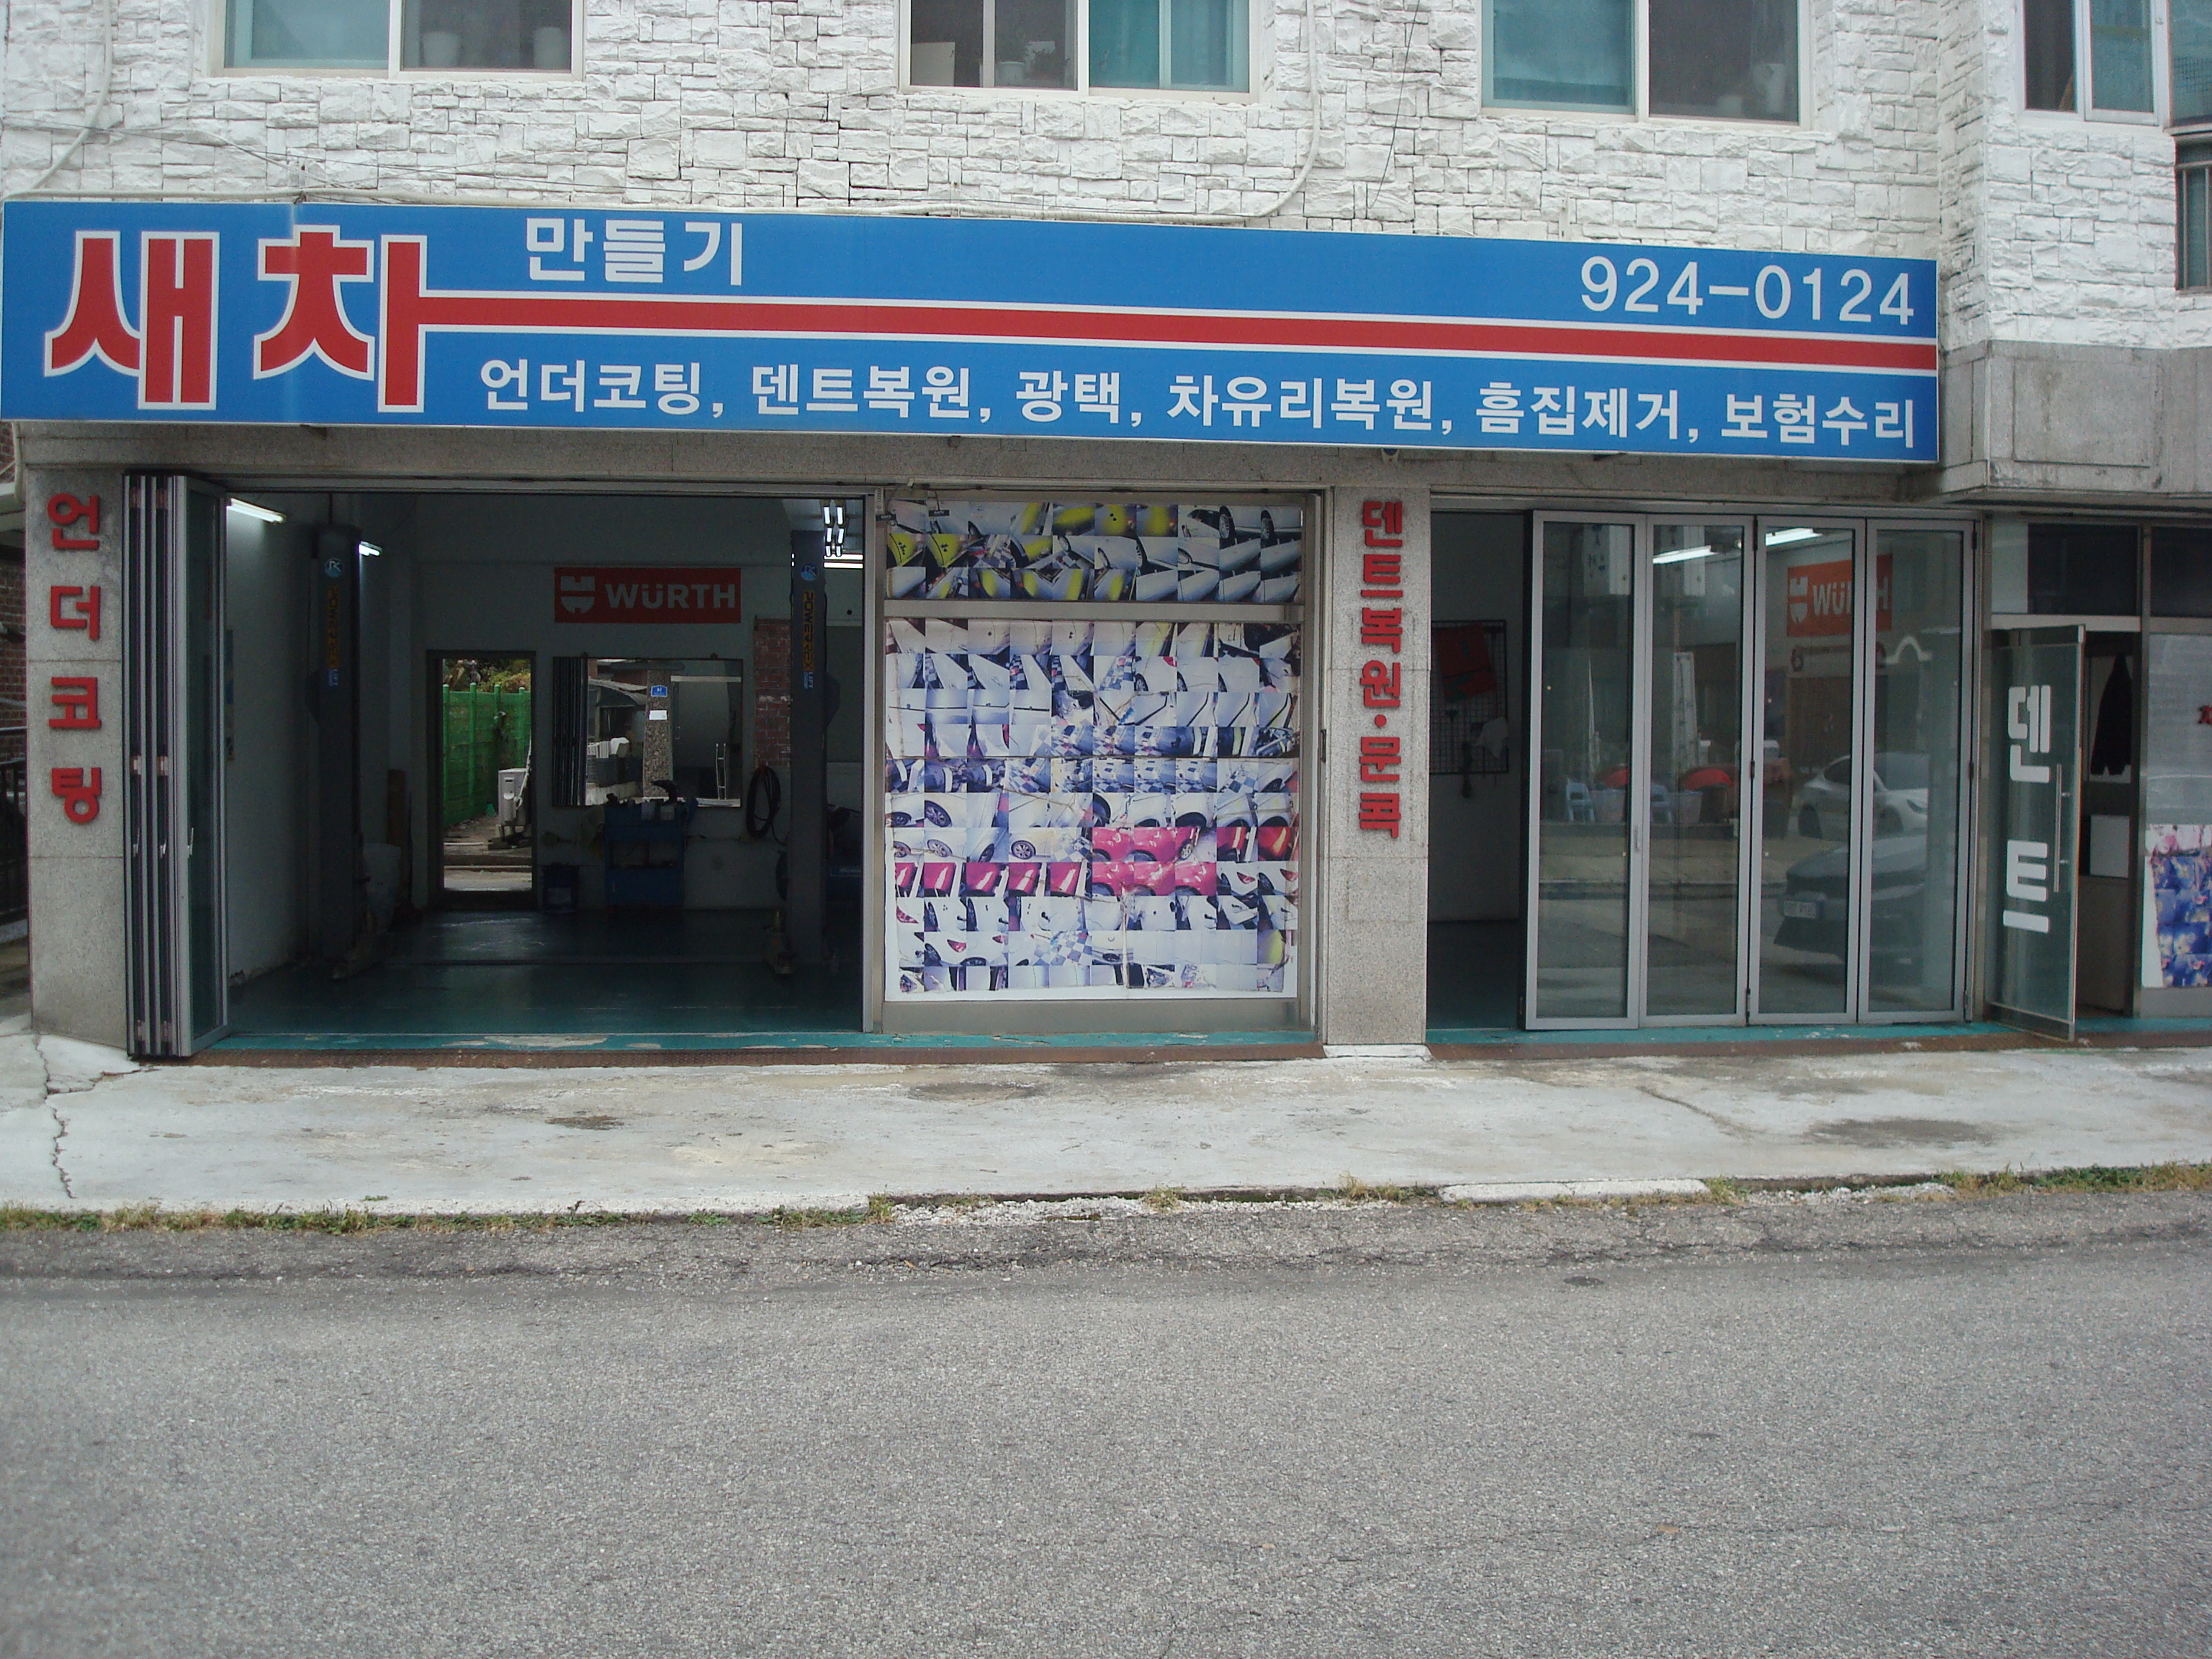 새차 만들기
924-0124
언더코팅, 덴트복원, 광택, 차유리복원, 흠집제거, 보험수리
언더코팅
WÜRTH
덴트복원·문콕
WÜ H
덴트